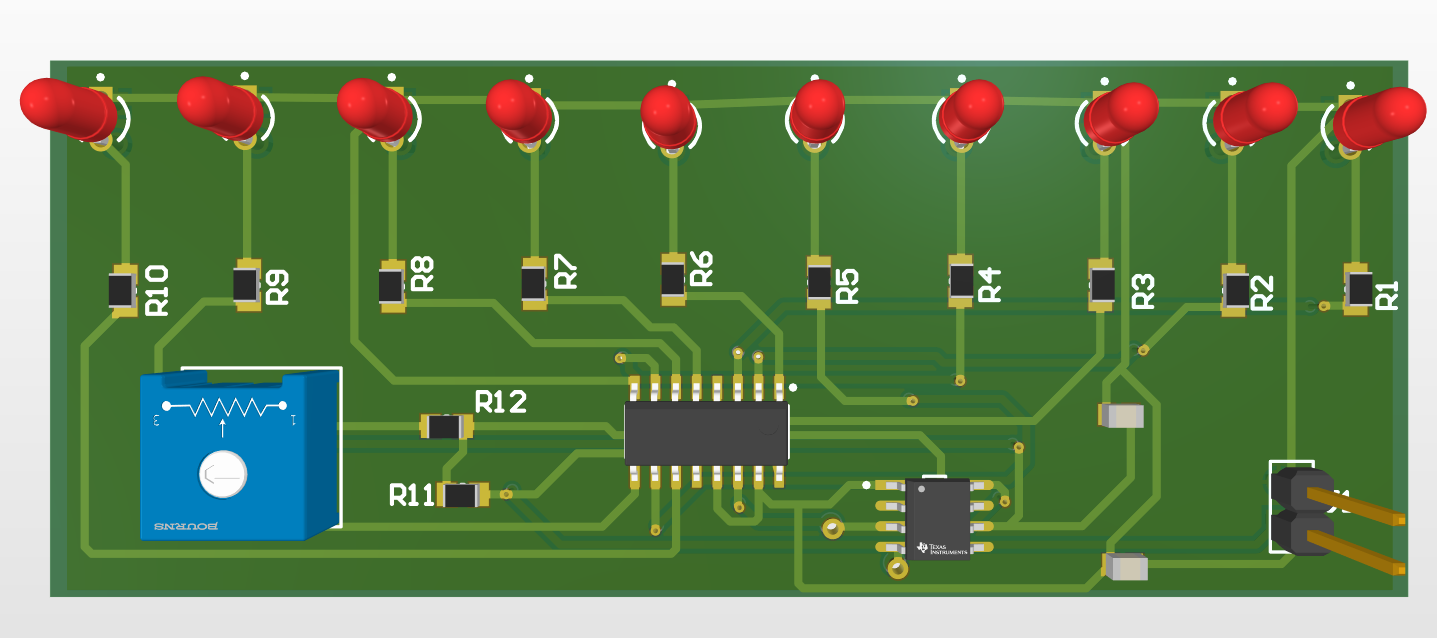 R10
R9
R8
R7
R6
R5
R4
R3
R2
R1
3
1
R12
R11
BOURNS
TEXAS
INSTRUMENTS